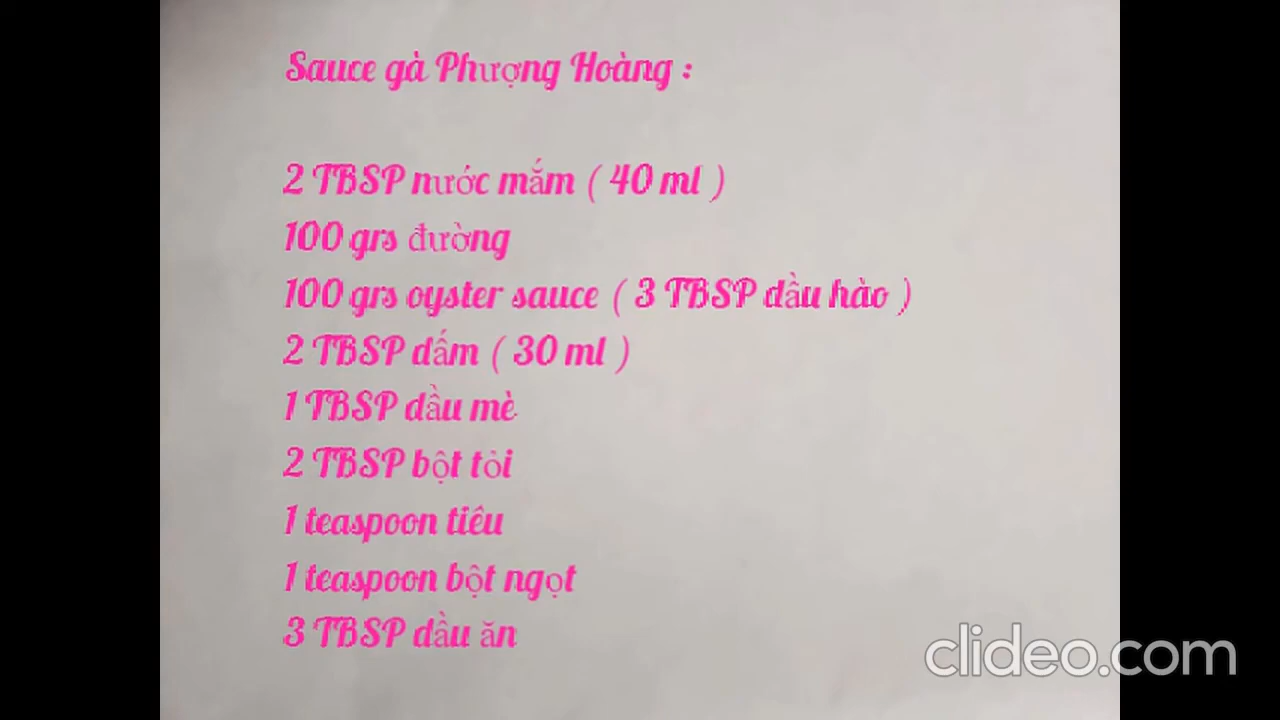 Sauce gà Phượng Hoàng :
2 TBSP nước mắm ( 40 ml )
100 grs đường
100 grs oyster sauce ( 3 TBSP dầu hào )
2 TBSP dấm ( 30 ml )
1 TBSP dầu mè
2 TBSP bột tỏi
1 teaspoon tiêu
1 teaspoon bột ngọt
3 TBSP dầu ăn
clideo.com